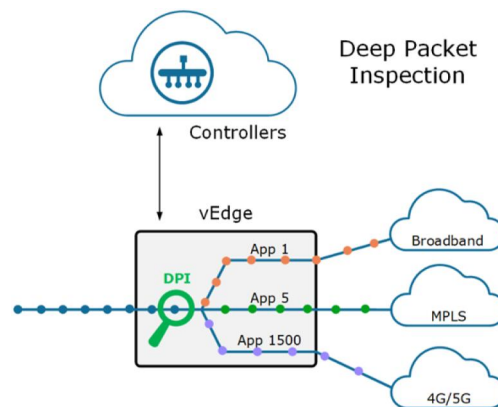 Deep Packet
Inspection
Controllers
vEdge
App 1
Broadband
DPI
App 5
MPLS
App 1500
4G/5G